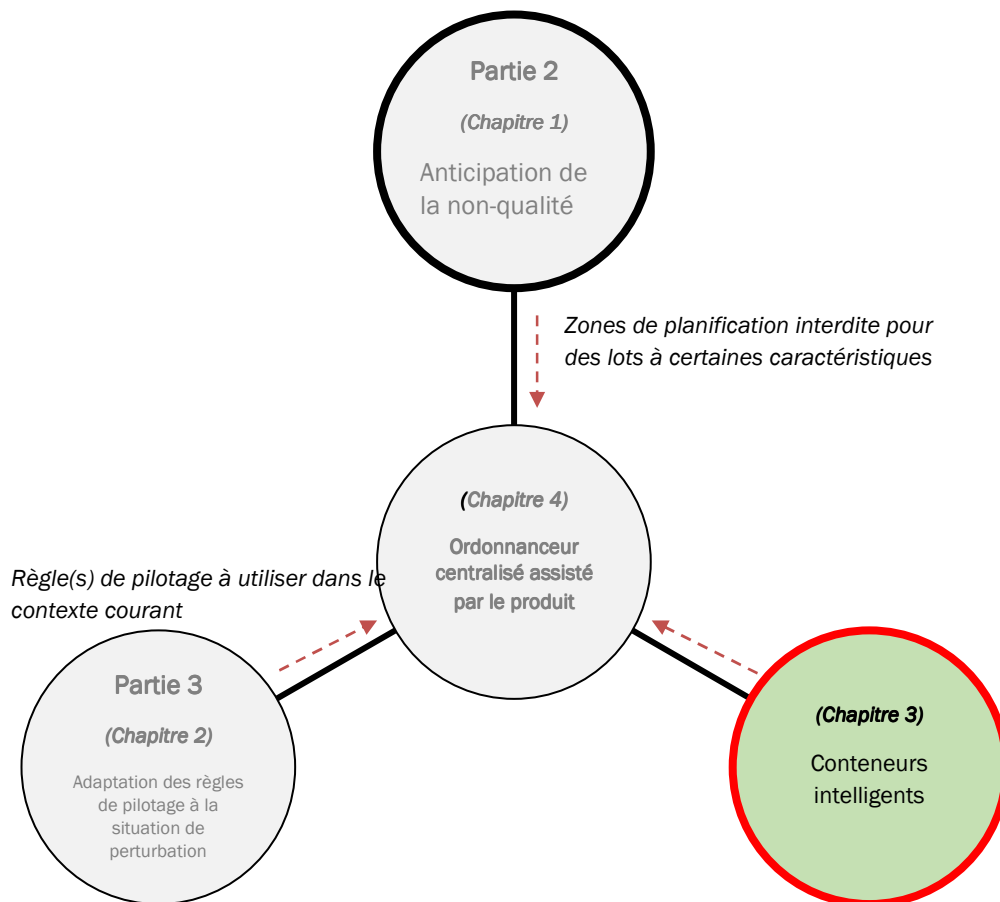 Partie 2
(Chapitre 1)
Anticipation de
la non-qualité
Zones de planification interdite pour
des lots à certaines caractéristiques
(Chapitre 4)
Ordonnanceur
centralisé assisté
par le produit
Règle(s) de pilotage à utiliser dans le
contexte courant
Partie 3
(Chapitre 2)
Adaptation des règles
de pilotage à la
situation de
perturbation
(Chapitre 3)
Conteneurs
intelligents